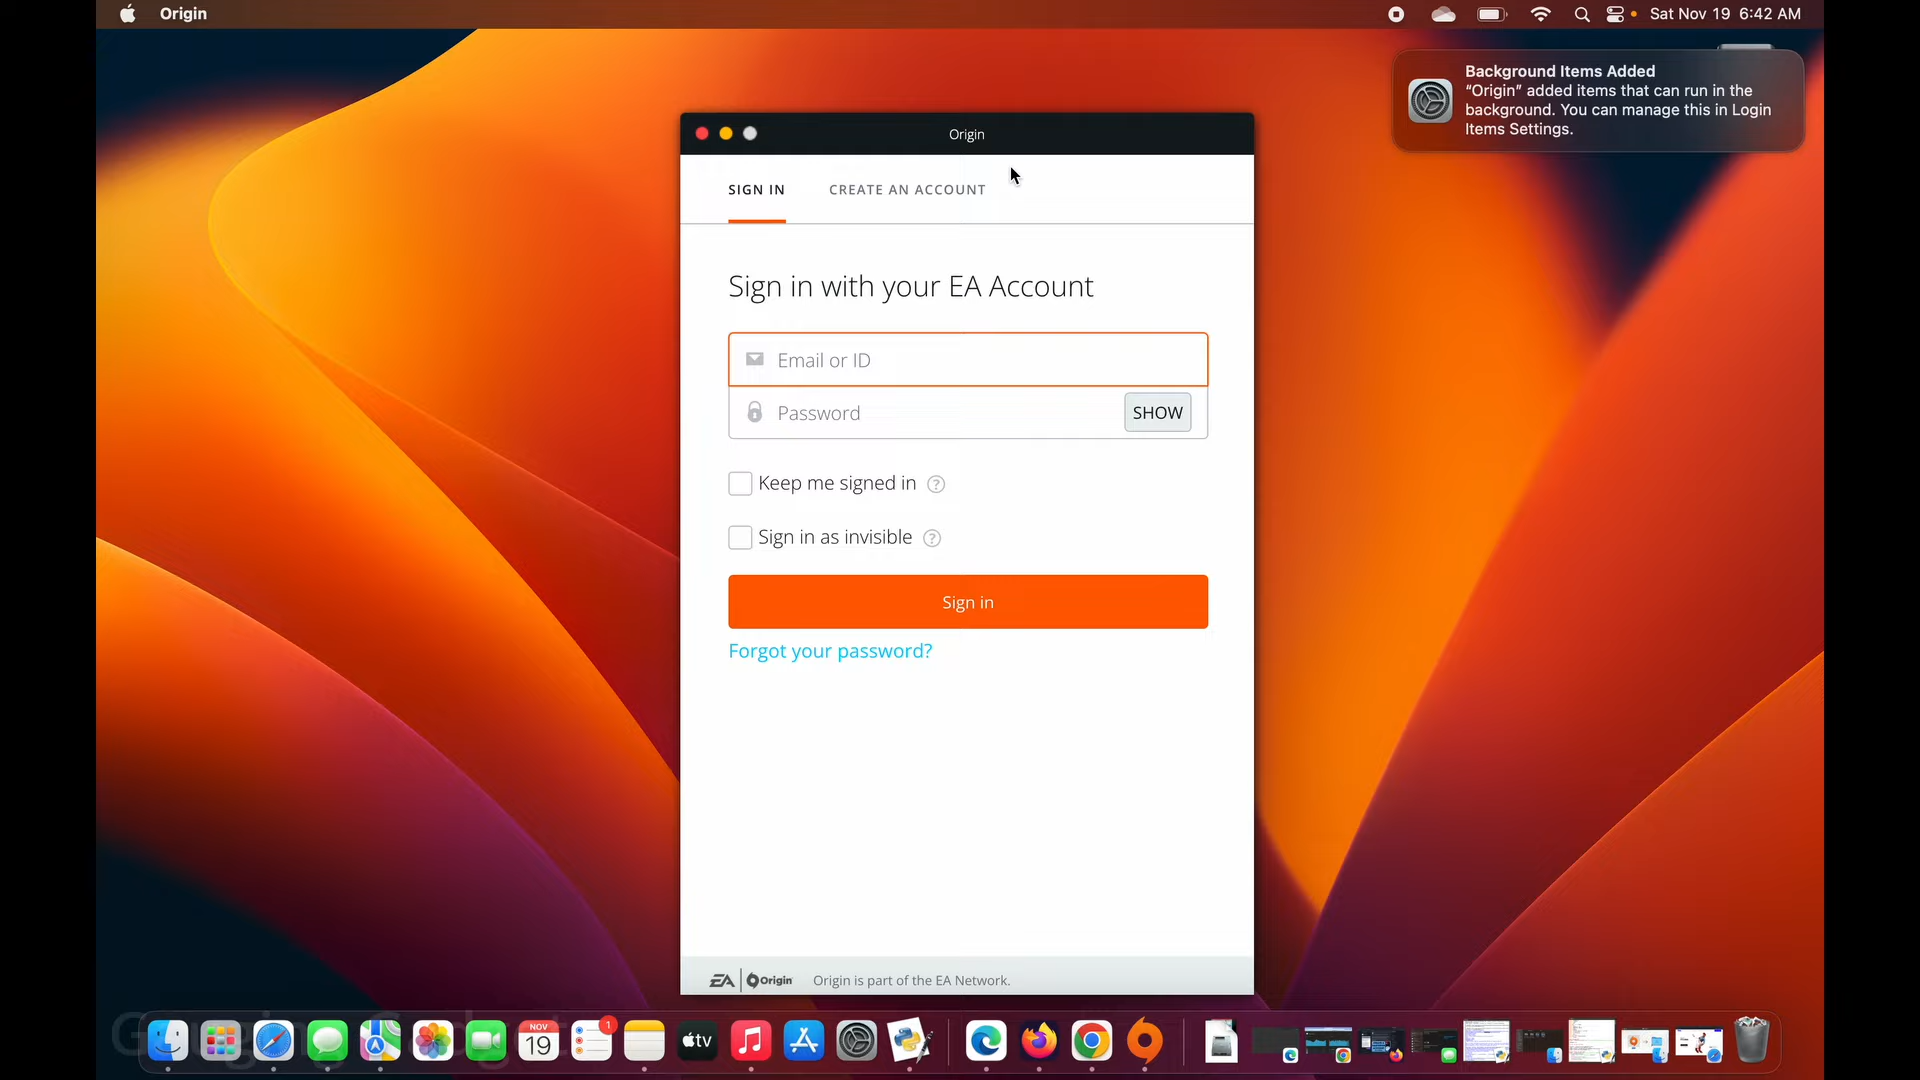 Origin
Sat Nov 19 6:42 AM
Background Items Added
“Origin” added items that can run in the
background. You can manage this in Login
Items Settings.
Origin
SIGN IN
CREATE AN ACCOUNT
Sign in with your EA Account
Email or ID
Password
SHOW
Keep me signed in ?
Sign in as invisible ?
Sign in
Forgot your password?
EA Origin
Origin is part of the EA Network.
NOV
19
1
tv